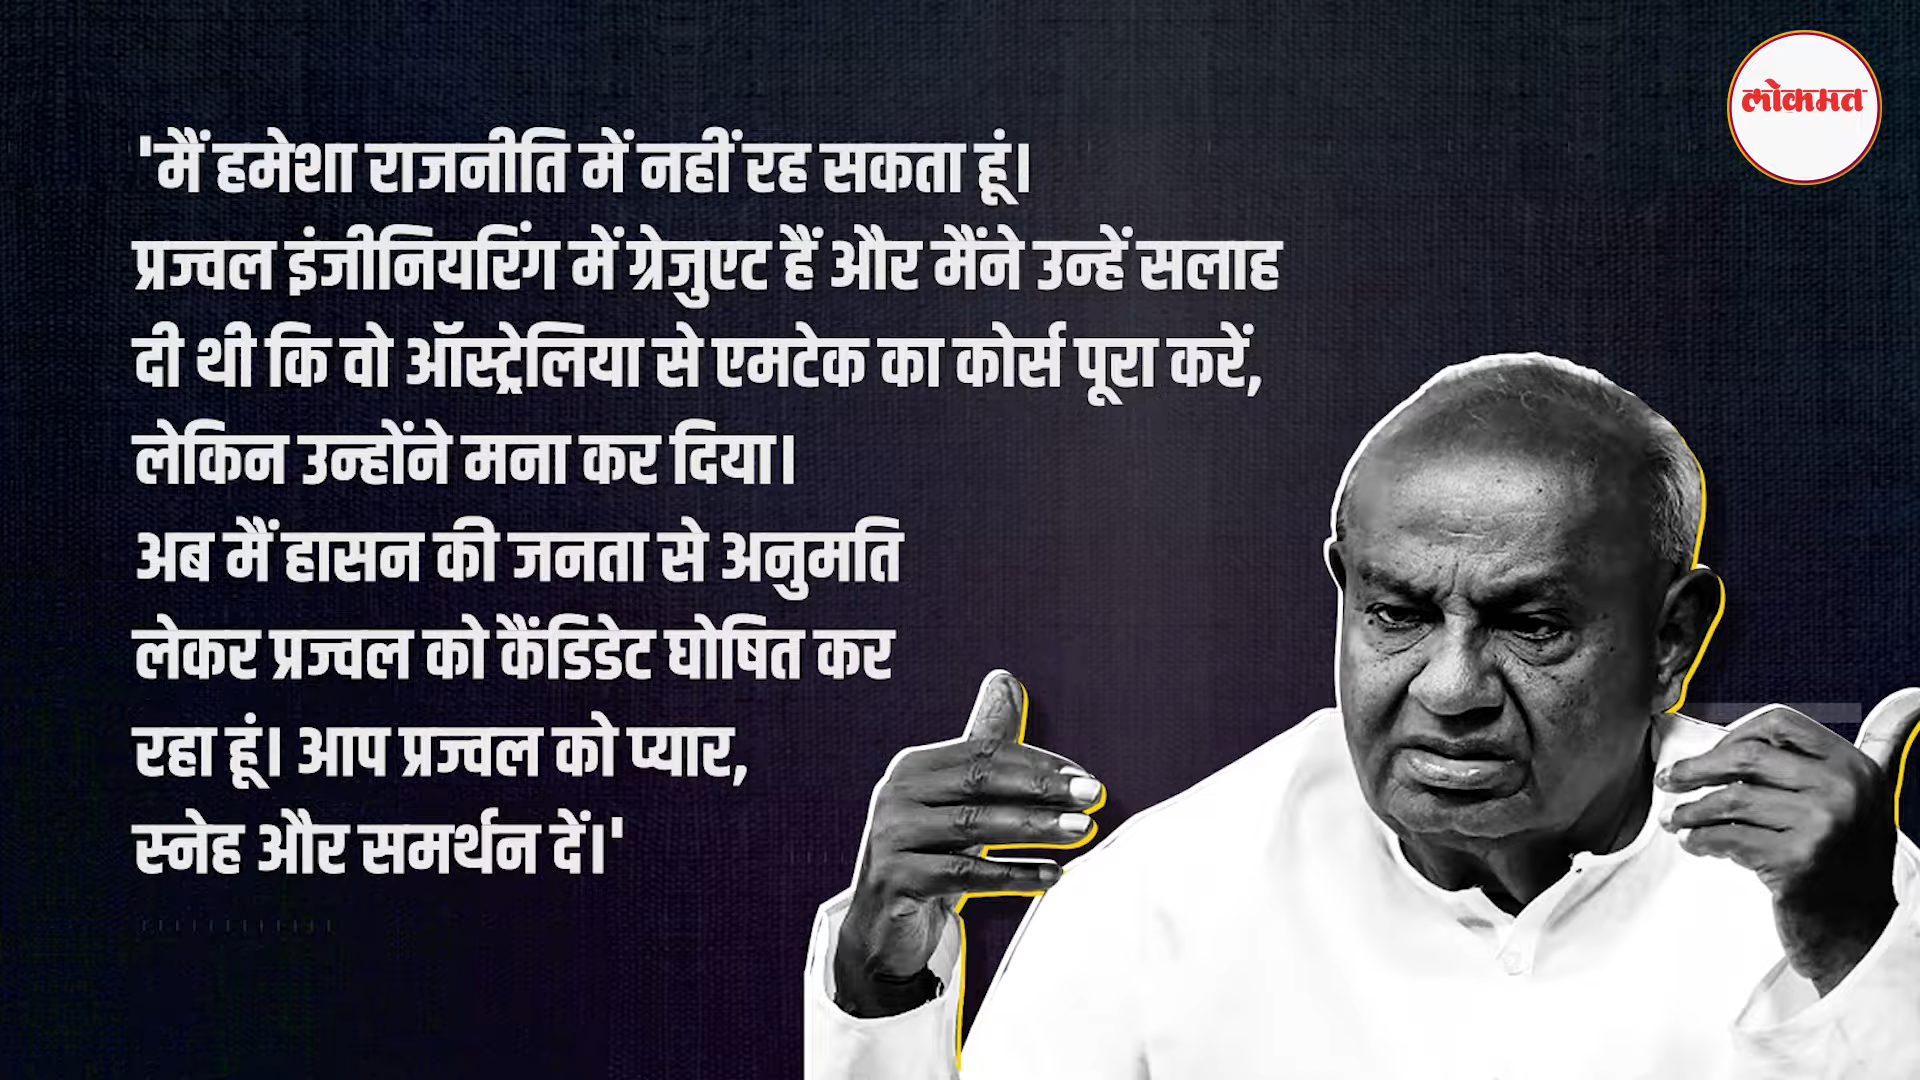 लोकमत
'मैं हमेशा राजनीति में नहीं रह सकता हूं।
प्रज्वल इंजीनियरिंग में ग्रेजुएट हैं और मैंने उन्हें सलाह
दी थी कि वो ऑस्ट्रेलिया से एमटेक का कोर्स पूरा करें,
लेकिन उन्होंने मना कर दिया।
अब मैं हासन की जनता से अनुमति
लेकर प्रज्वल को कैंडिडेट घोषित कर
रहा हूं। आप प्रज्वल को प्यार,
स्नेह और समर्थन दें।'